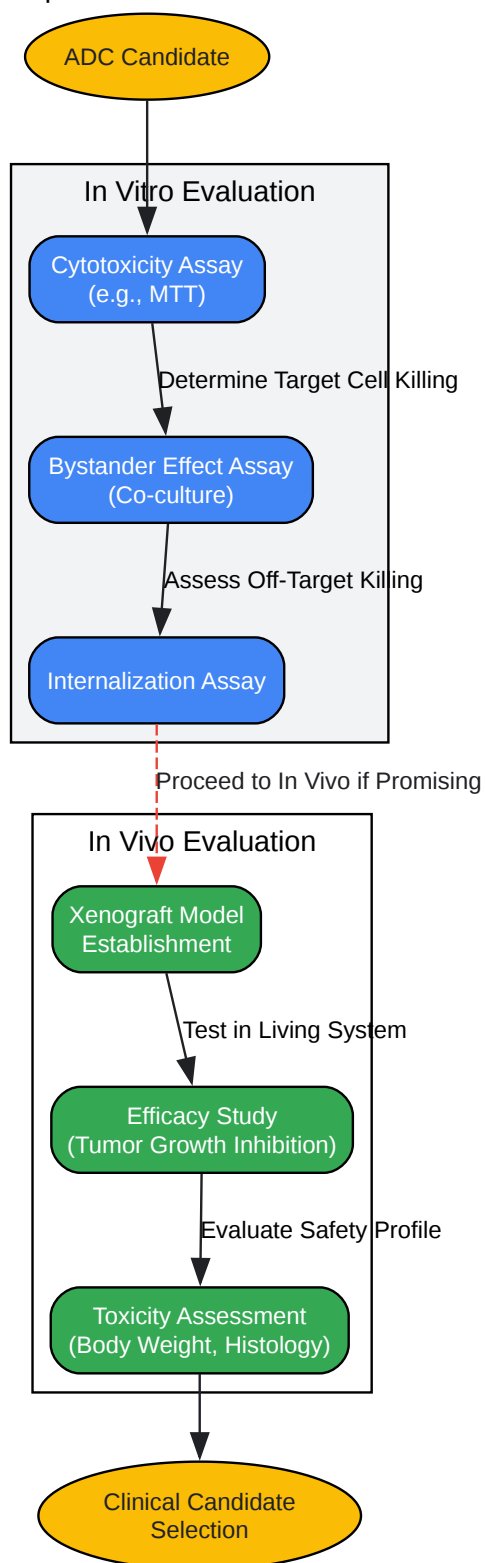 ADC Candidate
In Vitro Evaluation
Cytotoxicity Assay
(e.g., MTT)
Determine Target Cell Killing
Bystander Effect Assay
(Co-culture)
Assess Off-Target Killing
Internalization Assay
Proceed to In Vivo if Promising
In Vivo Evaluation
Xenograft Model
Establishment
Test in Living System
Efficacy Study
(Tumor Growth Inhibition)
Evaluate Safety Profile
Toxicity Assessment
(Body Weight, Histology)
Clinical Candidate
Selection